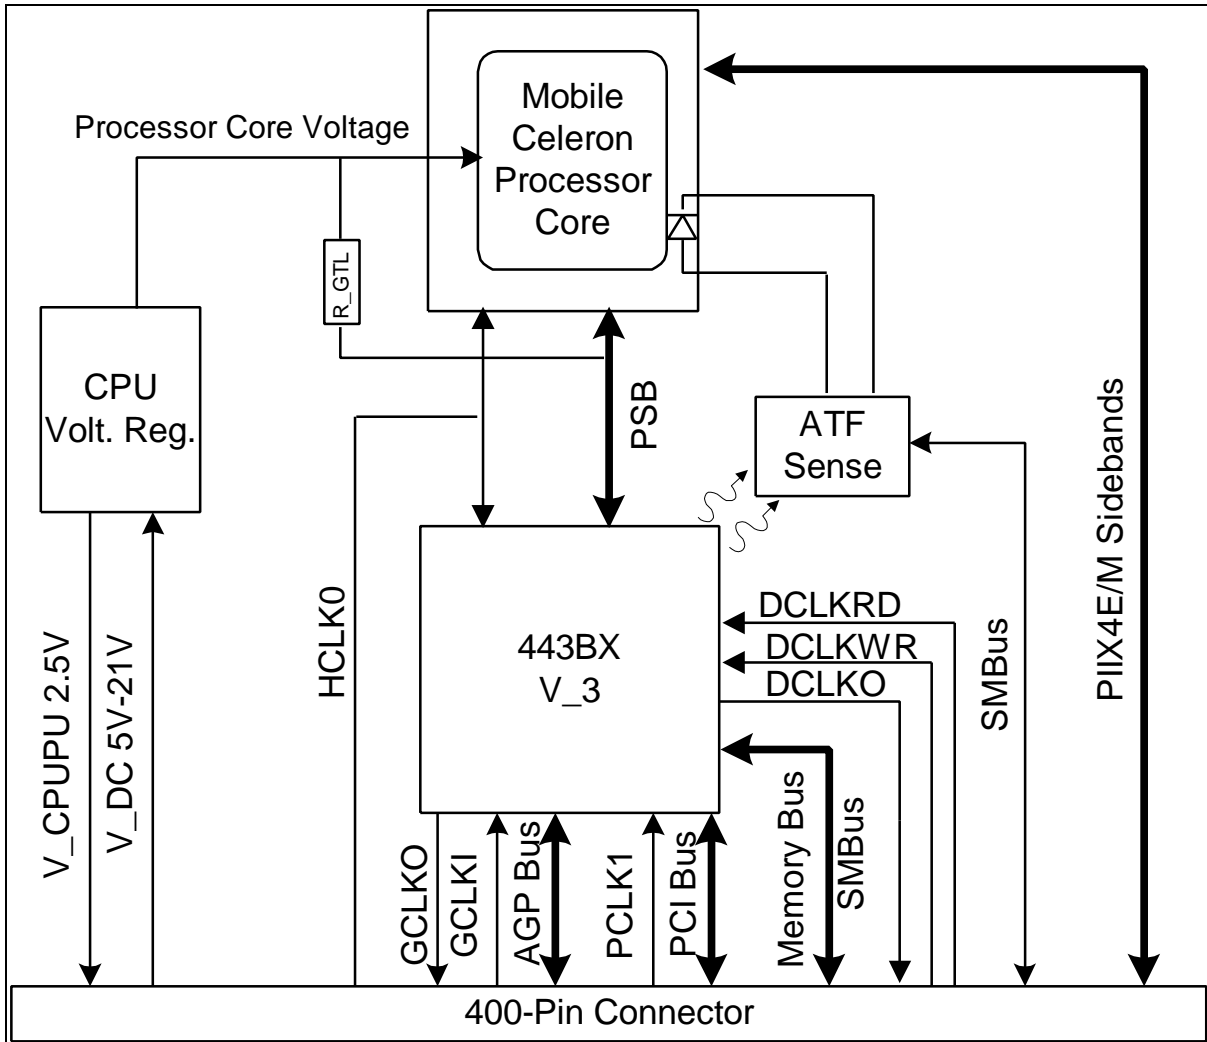 Mobile
Celeron
Processor
Core
Processor Core Voltage
R_GTL
CPU
Volt. Reg.
PSB
ATF
Sense
PIIX4E/M Sidebands
HCLK0
443BX
V_3
DCLKRD
DCLKWR
DCLKO
SMBus
V_CPUPU 2.5V
V_DC 5V-21V
GCLKO
GCLKI
AGP Bus
PCLK1
PCI Bus
Memory Bus
SMBus
400-Pin Connector